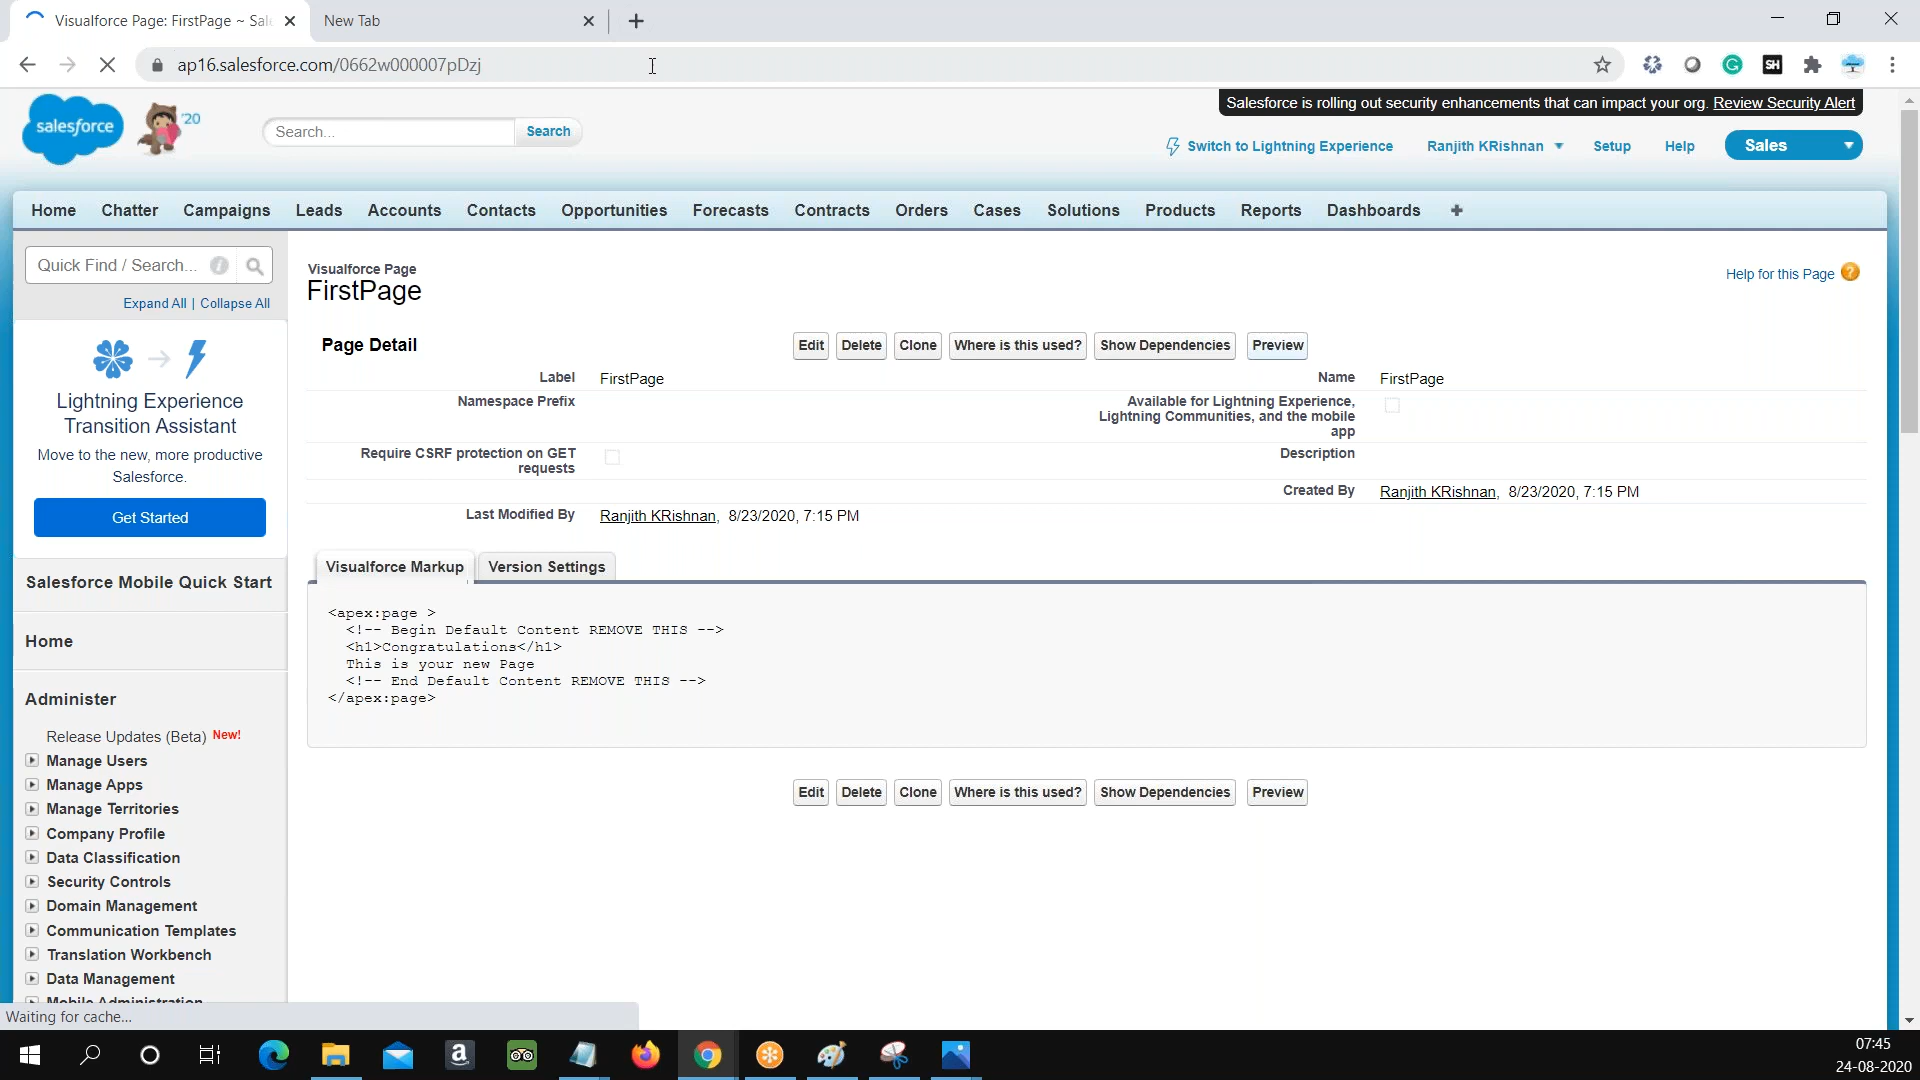 Visualforce Page: FirstPage ~ Sal
New Tab
ap16.salesforce.com/0662w000007pDzj
SH
Salesforce is rolling out security enhancements that can impact your org. Review Security Alert
salesforce
'20
Search...
Search
Switch to Lightning Experience
Ranjith KRishnan
Setup
Help
Sales
Home Chatter Campaigns Leads Accounts Contacts Opportunities Forecasts Contracts Orders Cases Solutions Products Reports Dashboards +
Quick Find / Search...
Expand All | Collapse All
Lightning Experience
Transition Assistant
Move to the new, more productive
Salesforce.
Get Started
Salesforce Mobile Quick Start
Home
Administer
Release Updates (Beta) New!
Manage Users
Manage Apps
Manage Territories
Company Profile
Data Classification
Security Controls
Domain Management
Communication Templates
Translation Workbench
Data Management
Mobile Administration
Visualforce Page
FirstPage
Help for this Page ?
Page Detail
Edit Delete Clone Where is this used? Show Dependencies Preview
Label FirstPage
Name FirstPage
Namespace Prefix
Available for Lightning Experience,
Lightning Communities, and the mobile
app
Require CSRF protection on GET
requests
Description
Created By Ranjith KRishnan, 8/23/2020, 7:15 PM
Last Modified By Ranjith KRishnan, 8/23/2020, 7:15 PM
Visualforce Markup
Version Settings
<apex:page >
<!-- Begin Default Content REMOVE THIS -->
<h1>Congratulations</h1>
This is your new Page
<!-- End Default Content REMOVE THIS -->
</apex:page>
Edit Delete Clone Where is this used? Show Dependencies Preview
Waiting for cache...
07:45
24-08-2020